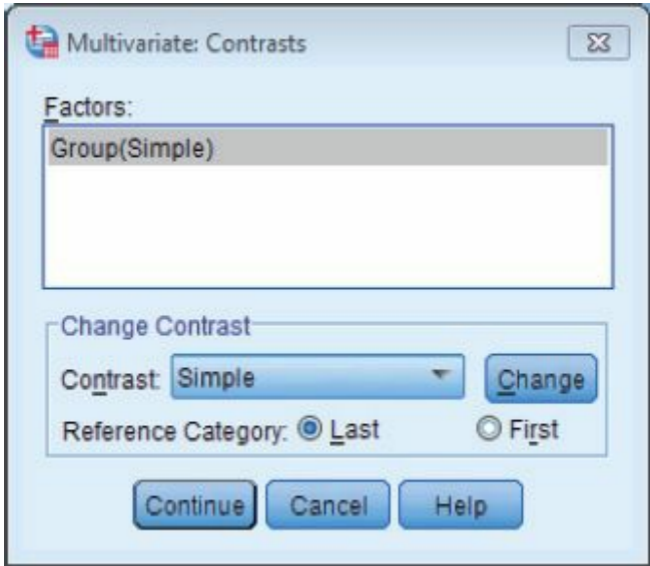 Multivariate: Contrasts
Factors:
Group(Simple)
Change Contrast
Contrast: Simple Change
Reference Category: Last First
Continue Cancel Help